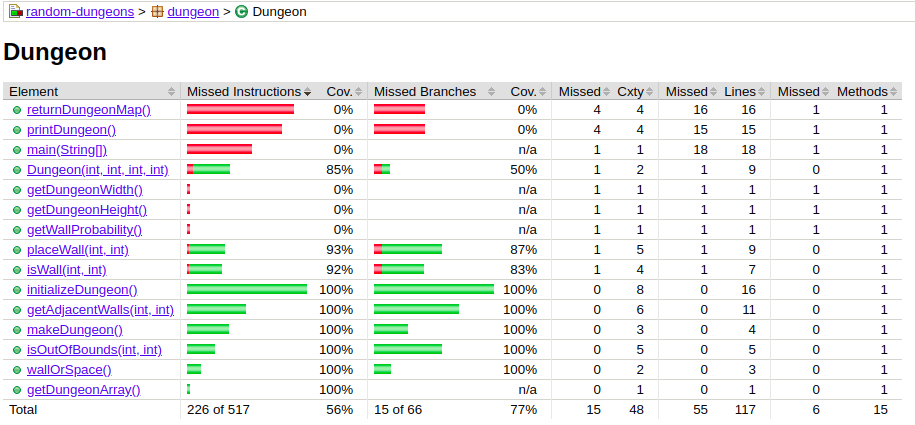 random-dungeons > dungeon > Dungeon
Dungeon
Element Missed Instructions Cov. Missed Branches Cov. Missed Cxty Missed Lines Missed Methods
returnDungeonMap() 0% 0% 4 4 16 16 1 1
printDungeon() 0% 0% 4 4 15 15 1 1
main(String[]) 0% n/a 1 1 18 18 1 1
Dungeon(int, int, int, int) 85% 50% 1 2 1 9 0 1
getDungeonWidth() 0% n/a 1 1 1 1 1 1
getDungeonHeight() 0% n/a 1 1 1 1 1 1
getWallProbability() 0% n/a 1 1 1 1 1 1
placeWall(int, int) 93% 87% 1 5 1 9 0 1
isWall(int, int) 92% 83% 1 4 1 7 0 1
initializeDungeon() 100% 100% 0 8 0 16 0 1
getAdjacentWalls(int, int) 100% 100% 0 6 0 11 0 1
makeDungeon() 100% 100% 0 3 0 4 0 1
isOutOfBounds(int, int) 100% 100% 0 5 0 5 0 1
wallOrSpace() 100% 100% 0 2 0 3 0 1
getDungeonArray() 100% n/a 0 1 0 1 0 1
Total 226 of 517 56% 15 of 66 77% 15 48 55 117 6 15